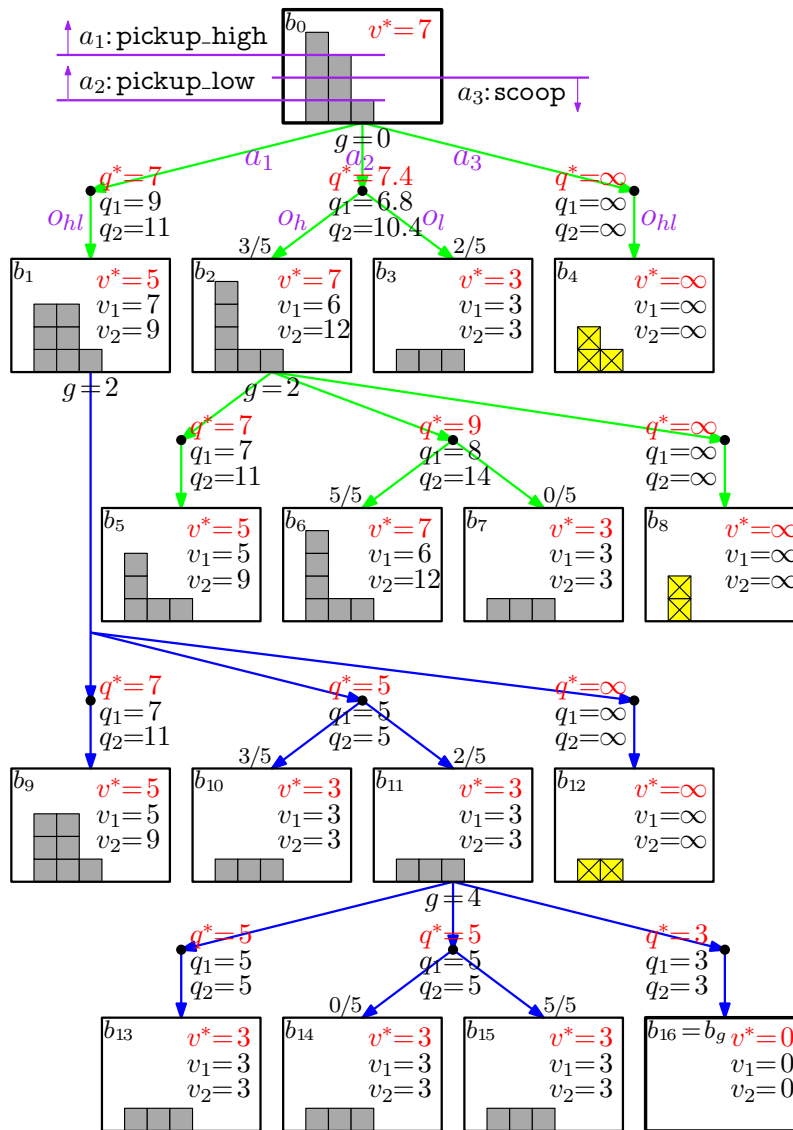 b₀ v*= 7
a₁: pickup_high
a₂: pickup_low
a₃: scoop
g=0
a₁ a₂ a₃
q*=7 q*=7.4 q*=∞
q₁=9 q₁=6.8 q₁=∞
q₂=11 q₂=10.4 q₂=∞
oₕₗ oₕ oₗ oₕₗ
3/5 2/5
b₁ b₂ b₃ b₄
v*=5 v*=7 v*=3 v*=∞
v₁=7 v₁=6 v₁=3 v₁=∞
v₂=9 v₂=12 v₂=3 v₂=∞
g=2 g=2
q*=7 q*=9 q*=∞
q₁=7 q₁=8 q₁=∞
q₂=11 q₂=14 q₂=∞
5/5 0/5
b₅ b₆ b₇ b₈
v*=5 v*=7 v*=3 v*=∞
v₁=5 v₁=6 v₁=3 v₁=∞
v₂=9 v₂=12 v₂=3 v₂=∞
q*=7 q*=5 q*=∞
q₁=7 q₁=5 q₁=∞
q₂=11 q₂=5 q₂=∞
3/5 2/5
b₉ b₁₀ b₁₁ b₁₂
v*=5 v*=3 v*=3 v*=∞
v₁=5 v₁=3 v₁=3 v₁=∞
v₂=9 v₂=3 v₂=3 v₂=∞
g=4
q*=5 q*=5 q*=3
q₁=5 q₁=5 q₁=3
q₂=5 q₂=5 q₂=3
0/5 5/5
b₁₃ b₁₄ b₁₅ b₁₆=b_g
v*=3 v*=3 v*=3 v*=0
v₁=3 v₁=3 v₁=3 v₁=0
v₂=3 v₂=3 v₂=3 v₂=0